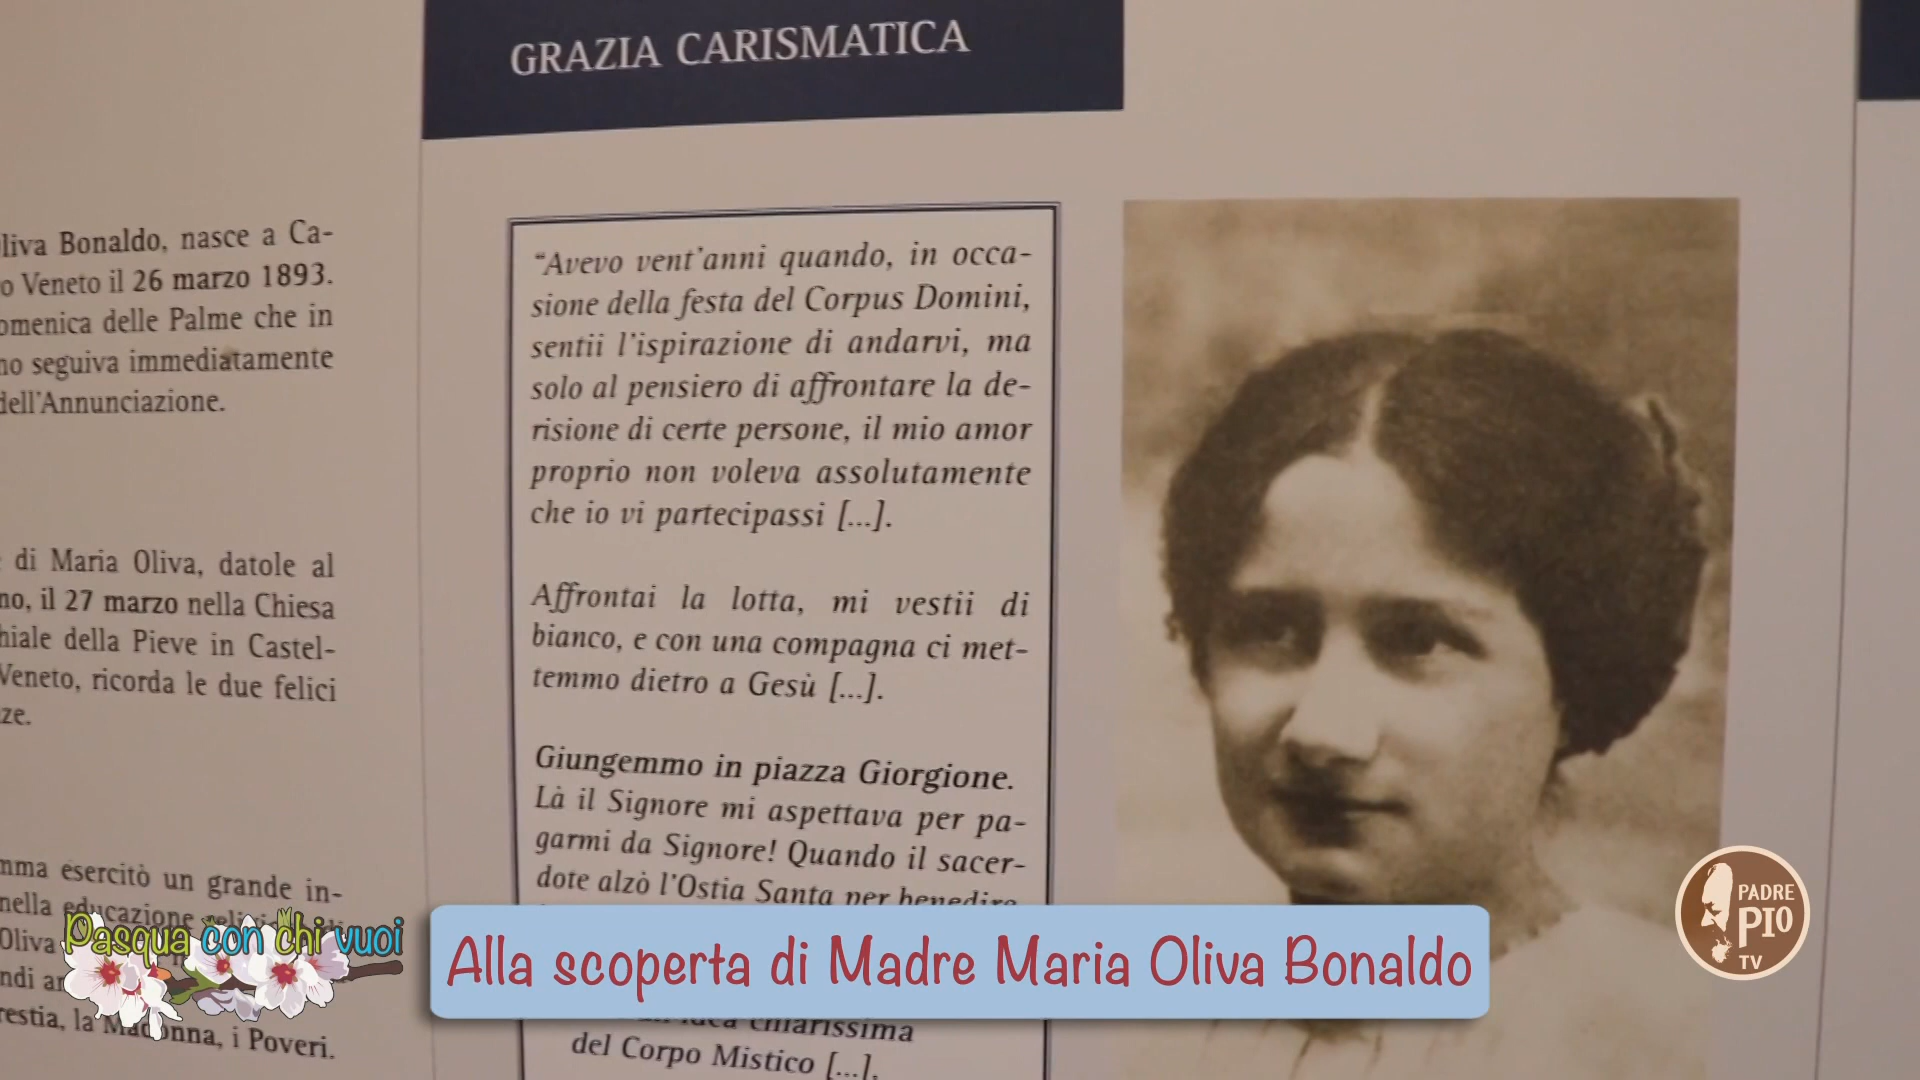 GRAZIA CARISMATICA
Oliva Bonaldo, nasce a Ca-
o Veneto il 26 marzo 1893.
omenica delle Palme che in
no seguiva immediatamente
dell'Annunciazione.
di Maria Oliva, datole al
no, il 27 marzo nella Chiesa
hiale della Pieve in Castel-
Veneto, ricorda le due felici
ze.
mma esercitò un grande in-
nella educazione
Oliva
ndi
restia, la Madonna, i Poveri.
“Avevo vent'anni quando, in occa-
sione della festa del Corpus Domini,
sentii l'ispirazione di andarvi, ma
solo al pensiero di affrontare la de-
risione di certe persone, il mio amor
proprio non voleva assolutamente
che io vi partecipassi [...].
Affrontai la lotta, mi vestii di
bianco, e con una compagna ci met-
temmo dietro a Gesù [...].
Giungemmo in piazza Giorgione.
Là il Signore mi aspettava per pa-
garmi da Signore! Quando il sacer-
dote alzò l'Ostia Santa per benedire
idea chiarissima
del Corpo Mistico [...].
Pasqua con chi vuoi
Alla scoperta di Madre Maria Oliva Bonaldo
PADRE
PIO
TV